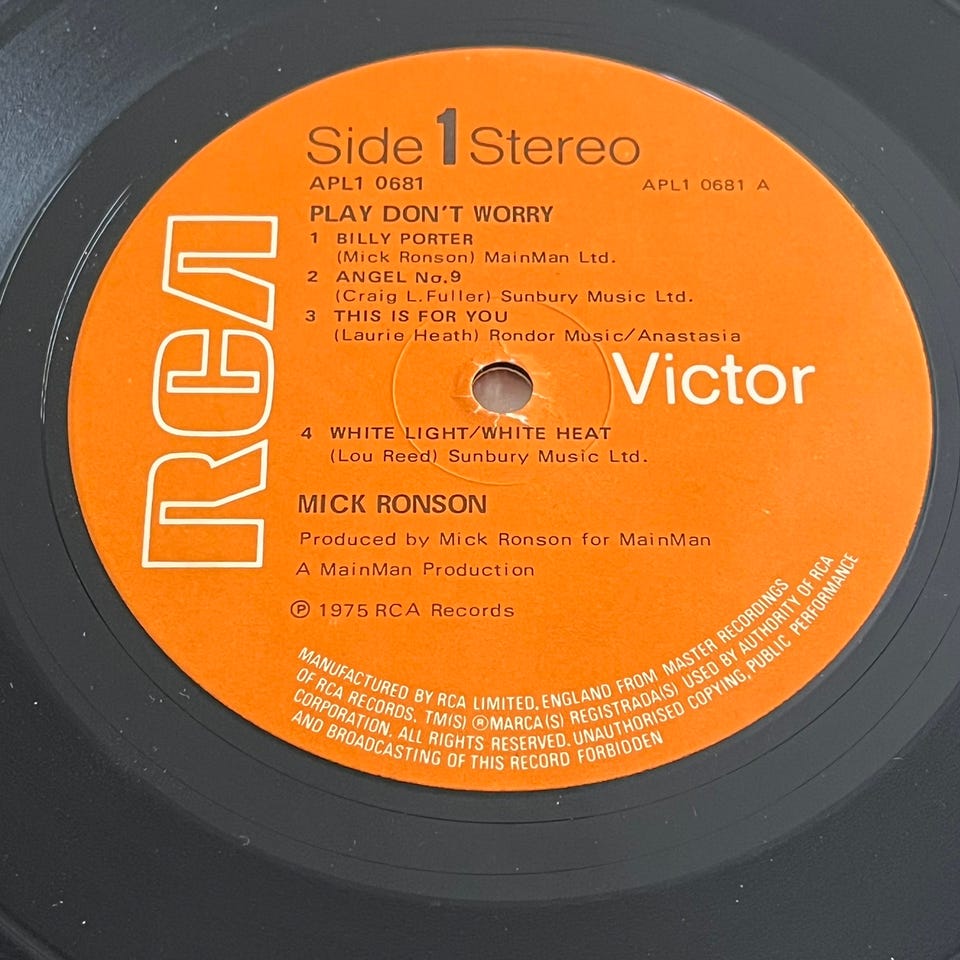 Side 1 Stereo
APL1 0681 APL1 0681 A
PLAY DON'T WORRY
1 BILLY PORTER
(Mick Ronson) MainMan Ltd.
2 ANGEL No.9
(Craig L.Fuller) Sunbury Music Ltd.
3 THIS IS FOR YOU
(Laurie Heath) Rondor Music/Anastasia
RCA
Victor
4 WHITE LIGHT/WHITE HEAT
(Lou Reed) Sunbury Music Ltd.
MICK RONSON
Produced by Mick Ronson for MainMan
A MainMan Production
Ⓟ 1975 RCA Records
MANUFACTURED BY RCA LIMITED, ENGLAND FROM MASTER RECORDINGS
OF RCA RECORDS. TM(S) ® MARCA(S) REGISTRADA(S) USED BY AUTHORITY OF RCA
CORPORATION. ALL RIGHTS RESERVED. UNAUTHORISED COPYING, PUBLIC PERFORMANCE
AND BROADCASTING OF THIS RECORD FORBIDDEN